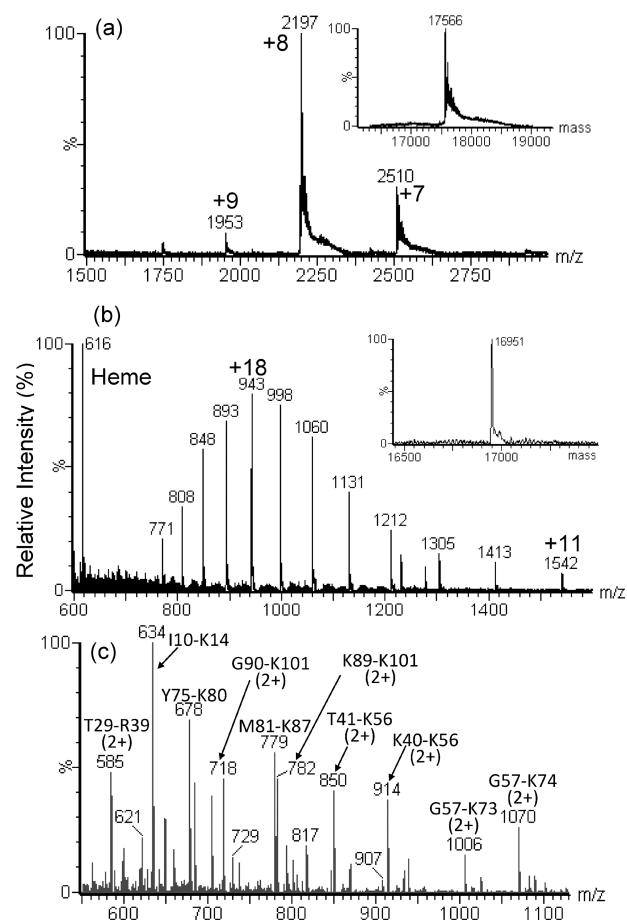 (a)
2197
+8
100
%
0
+9
1953
2510
+7
1500 1750 2000 2250 2500 2750
m/z
17566
100
%
0
17000 18000 19000
mass
(b)
Relative Intensity (%)
100
%
0
616
Heme
+18
943
998
893
1060
848
1131
808
771
1212
1305
1413
+11
1542
600 800 1000 1200 1400
m/z
16951
100
%
0
16500 17000
mass
(c)
100
%
0
634
I10-K14
G90-K101
(2+)
K89-K101
(2+)
Y75-K80
678
T29-R39
(2+)
585
718
M81-K87
779
782
T41-K56
(2+)
850
K40-K56
(2+)
914
G57-K73
(2+)
1006
G57-K74
(2+)
1070
621
729
817
907
600 700 800 900 1000 1100
m/z